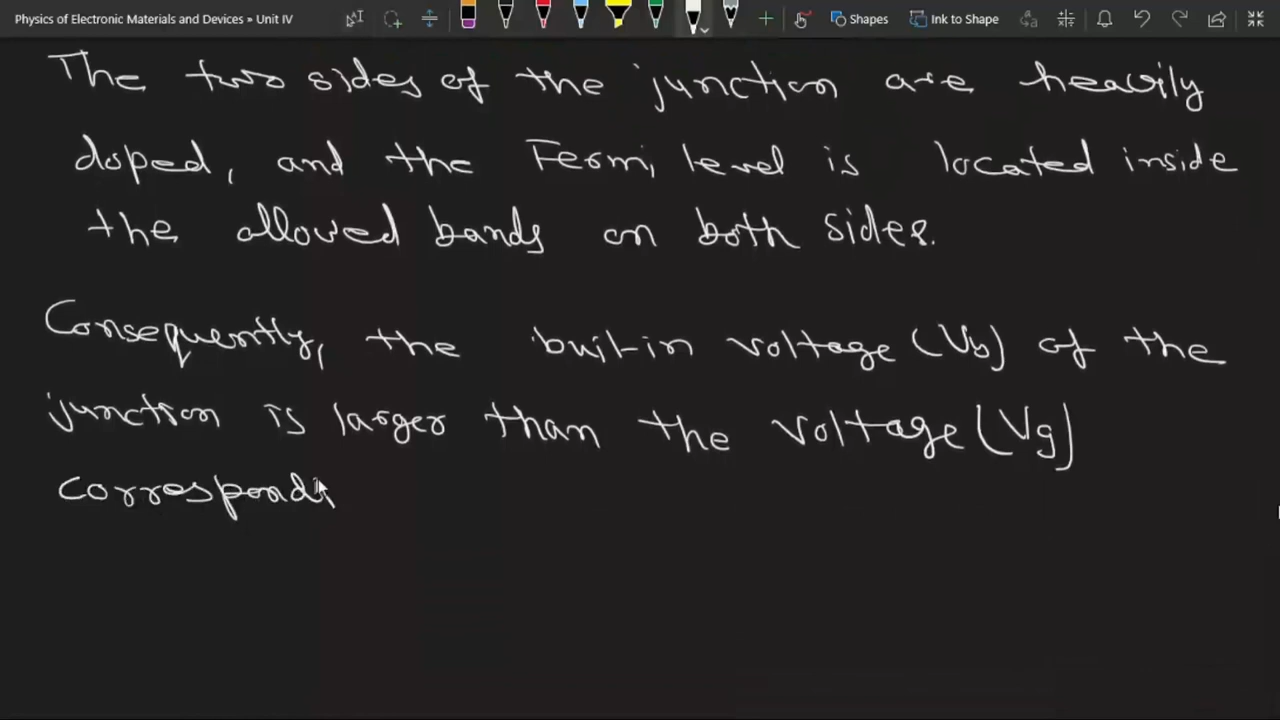 Physics of Electronic Materials and Devices » Unit IV
Shapes
Ink to Shape
The two sides of the junction are heavily
doped, and the Fermi level is located inside
the allowed bands on both sides.
Consequently, the built-in voltage (Vb) of the
junction is larger than the voltage (Vg)
correspondi